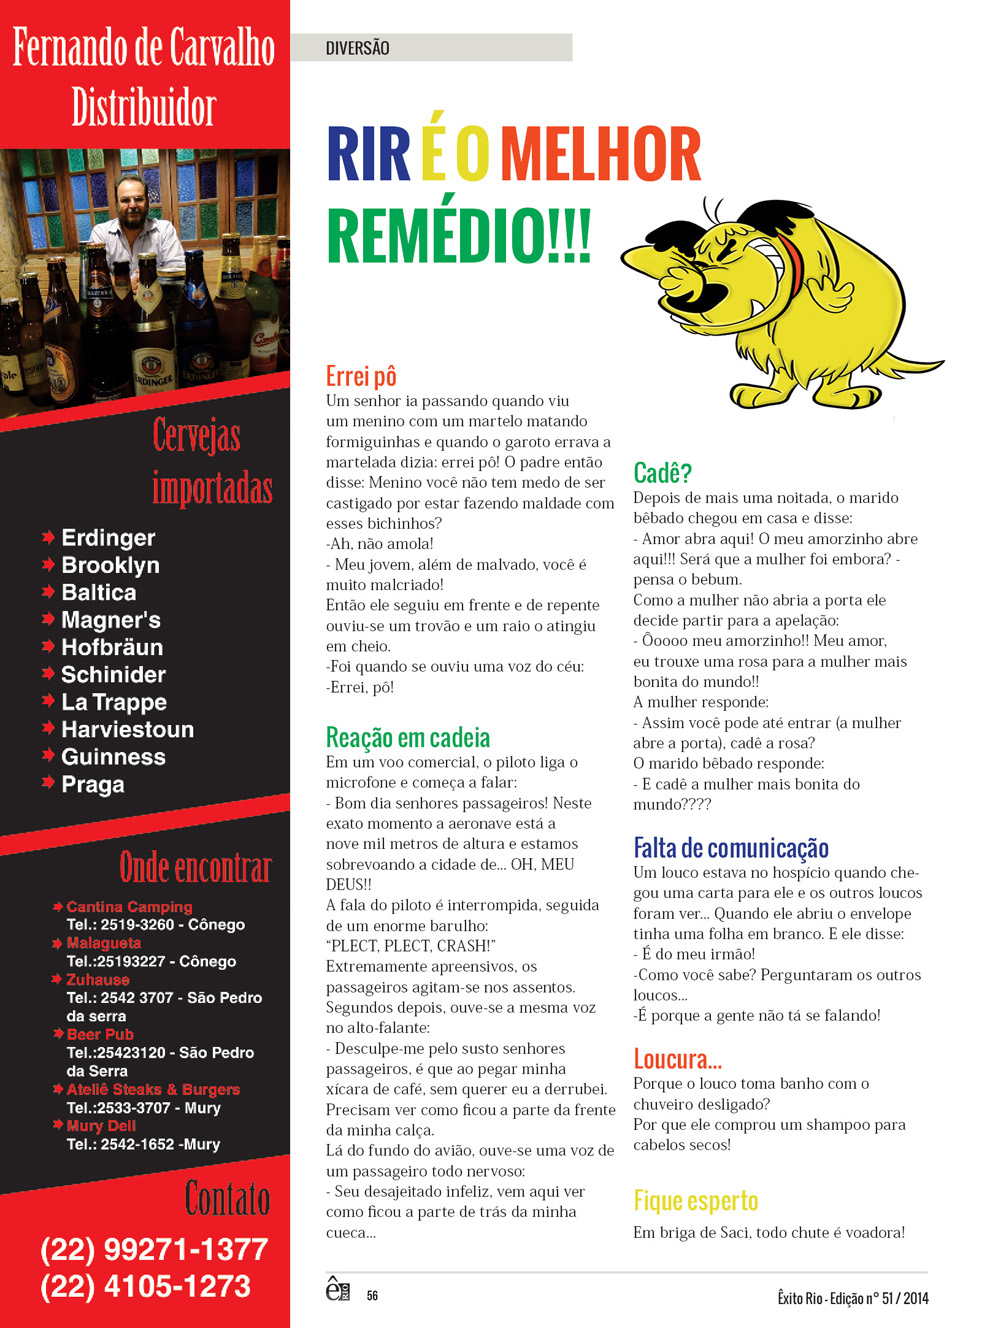 Fernando de Carvalho
Distribuidor
ERDINGER
ERDINGER
Cervejas
importadas
Erdinger
Brooklyn
Baltica
Magner's
Hofbräun
Schinider
La Trappe
Harviestoun
Guinness
Praga
Onde encontrar
Cantina Camping
Tel.: 2519-3260 - Cônego
Malagueta
Tel.:25193227 - Cônego
Zuhause
Tel.: 2542 3707 - São Pedro
da serra
Beer Pub
Tel.:25423120 - São Pedro
da Serra
Ateliê Steaks & Burgers
Tel.:2533-3707 - Mury
Mury Deli
Tel.: 2542-1652 -Mury
Contato
(22) 99271-1377
(22) 4105-1273
DIVERSÃO
RIR É O MELHOR
REMÉDIO!!!
Errei pô
Um senhor ia passando quando viu
um menino com um martelo matando
formiguinhas e quando o garoto errava a
martelada dizia: errei pô! O padre então
disse: Menino você não tem medo de ser
castigado por estar fazendo maldade com
esses bichinhos?
-Ah, não amola!
- Meu jovem, além de malvado, você é
muito malcriado!
Então ele seguiu em frente e de repente
ouviu-se um trovão e um raio o atingiu
em cheio.
-Foi quando se ouviu uma voz do céu:
-Errei, pô!
Reação em cadeia
Em um voo comercial, o piloto liga o
microfone e começa a falar:
- Bom dia senhores passageiros! Neste
exato momento a aeronave está a
nove mil metros de altura e estamos
sobrevoando a cidade de... OH, MEU
DEUS!!
A fala do piloto é interrompida, seguida
de um enorme barulho:
“PLECT, PLECT, CRASH!”
Extremamente apreensivos, os
passageiros agitam-se nos assentos.
Segundos depois, ouve-se a mesma voz
no alto-falante:
- Desculpe-me pelo susto senhores
passageiros, é que ao pegar minha
xícara de café, sem querer eu a derrubei.
Precisam ver como ficou a parte da frente
da minha calça.
Lá do fundo do avião, ouve-se uma voz de
um passageiro todo nervoso:
- Seu desajeitado infeliz, vem aqui ver
como ficou a parte de trás da minha
cueca...
Cadê?
Depois de mais uma noitada, o marido
bêbado chegou em casa e disse:
- Amor abra aqui! O meu amorzinho abre
aqui!!! Será que a mulher foi embora? -
pensa o bebum.
Como a mulher não abria a porta ele
decide partir para a apelação:
- Ôoooo meu amorzinho!! Meu amor,
eu trouxe uma rosa para a mulher mais
bonita do mundo!!
A mulher responde:
- Assim você pode até entrar (a mulher
abre a porta), cadê a rosa?
O marido bêbado responde:
- E cadê a mulher mais bonita do
mundo????
Falta de comunicação
Um louco estava no hospício quando che-
gou uma carta para ele e os outros loucos
foram ver... Quando ele abriu o envelope
tinha uma folha em branco. E ele disse:
- É do meu irmão!
-Como você sabe? Perguntaram os outros
loucos...
-É porque a gente não tá se falando!
Loucura...
Porque o louco toma banho com o
chuveiro desligado?
Por que ele comprou um shampoo para
cabelos secos!
Fique esperto
Em briga de Saci, todo chute é voadora!
56
Êxito Rio - Edição n° 51 / 2014